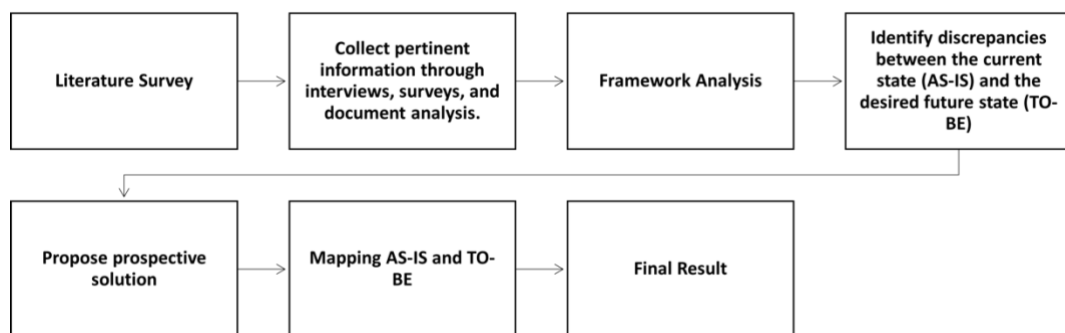 Literature Survey
Collect pertinent
information through
interviews, surveys, and
document analysis.
Framework Analysis
Identify discrepancies
between the current
state (AS-IS) and the
desired future state (TO-
BE)
Propose prospective
solution
Mapping AS-IS and TO-
BE
Final Result